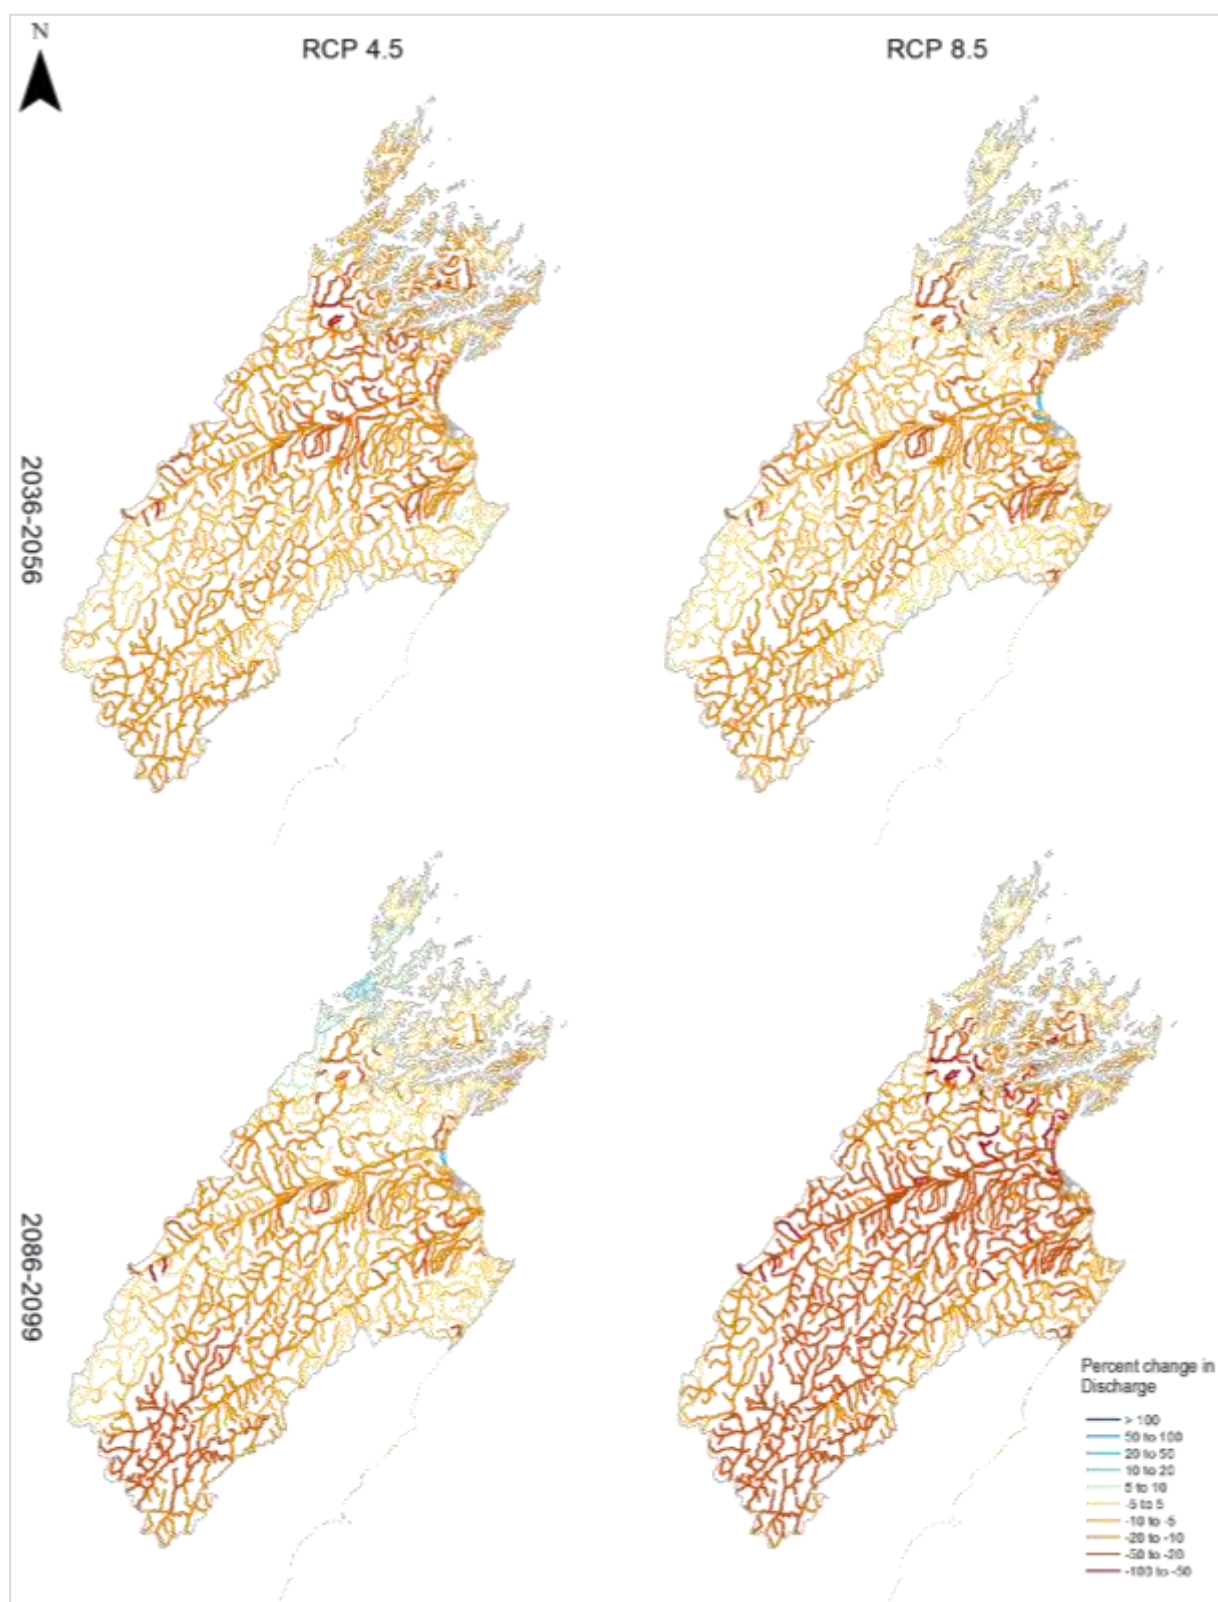 N
RCP 4.5
RCP 8.5
2036-2056
2086-2099
Percent change in
Discharge
> 100
50 to 100
20 to 50
10 to 20
5 to 10
-5 to 5
-10 to -5
-20 to -10
-50 to -20
-100 to -50